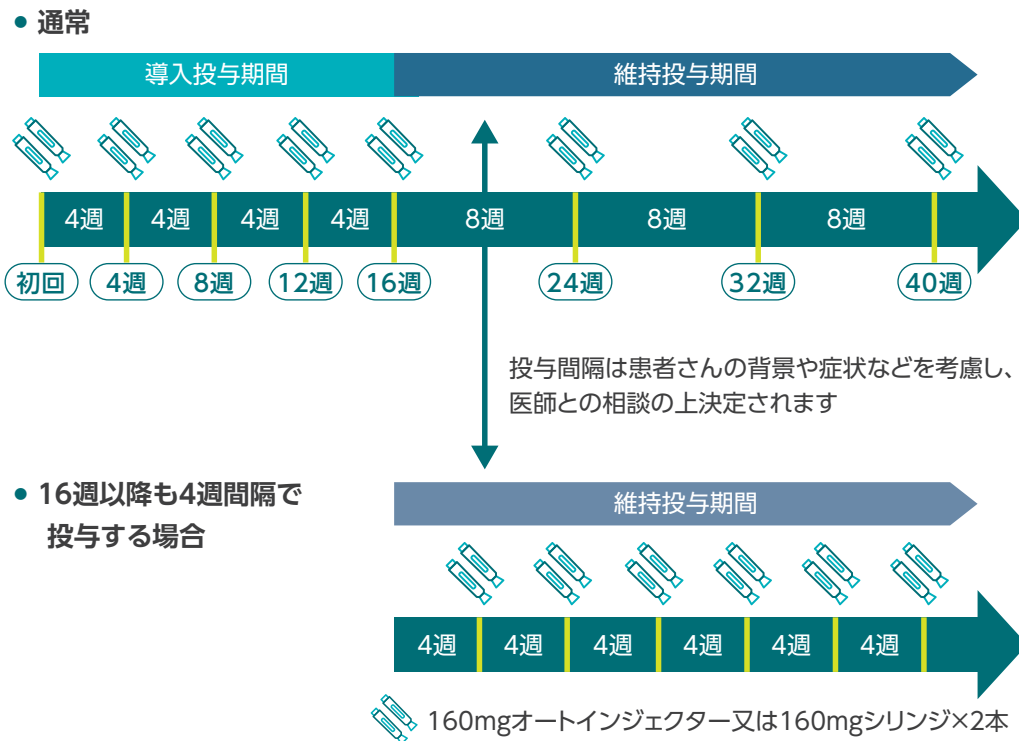 • 通常
導入投与期間 維持投与期間
4週 4週 4週 4週 8週 8週 8週
初回 4週 8週 12週 16週 24週 32週 40週
投与間隔は患者さんの背景や症状などを考慮し、
医師との相談の上決定されます
• 16週以降も4週間隔で
投与する場合
維持投与期間
4週 4週 4週 4週 4週 4週
160mgオートインジェクター又は160mgシリンジ×2本